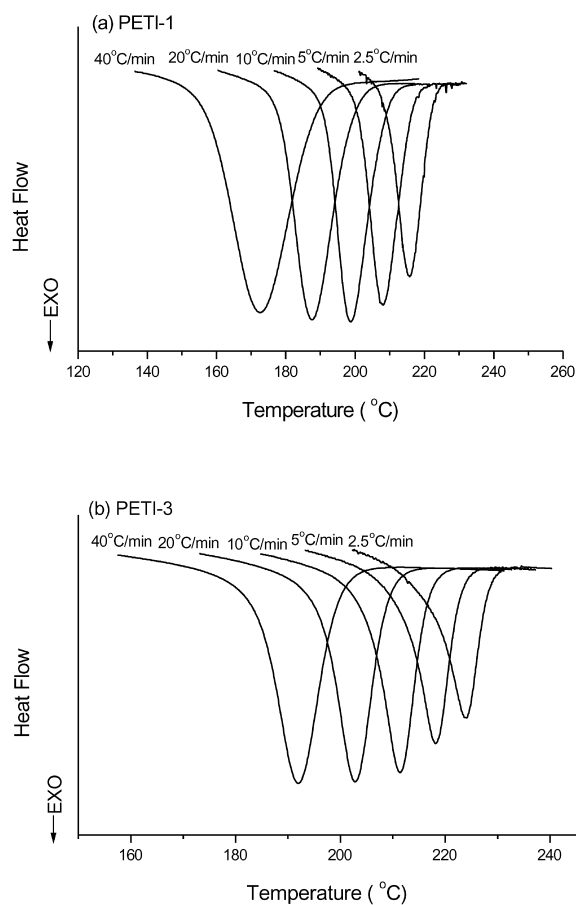 (a) PETI-1
40°C/min 20°C/min 10°C/min 5°C/min 2.5°C/min
Heat Flow
EXO
120 140 160 180 200 220 240 260
Temperature ( °C)
(b) PETI-3
40°C/min 20°C/min 10°C/min 5°C/min 2.5°C/min
Heat Flow
EXO
160 180 200 220 240
Temperature ( °C)